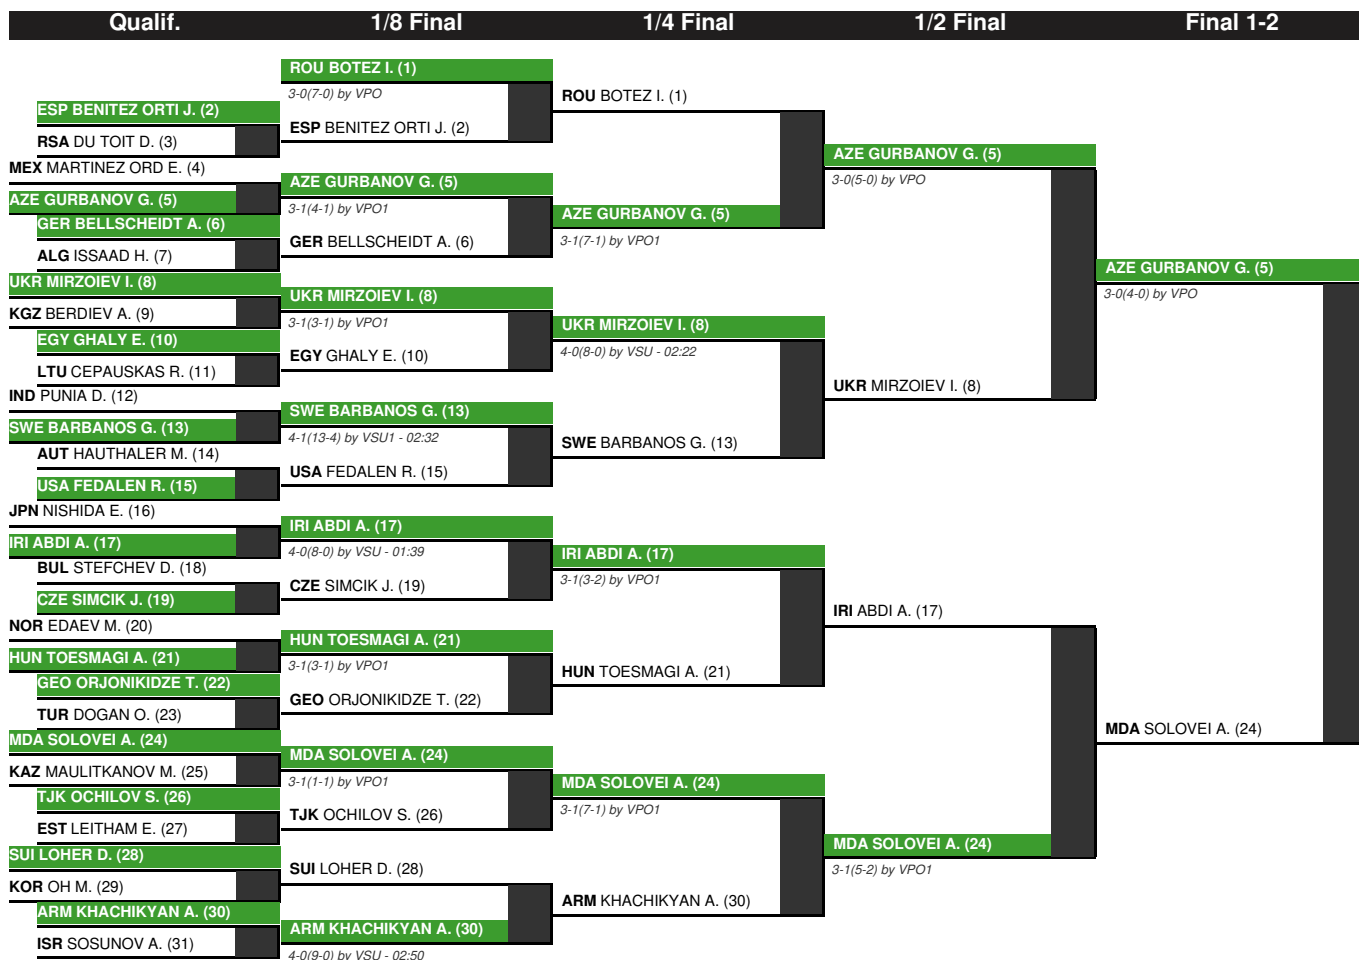 Qualif.
1/8 Final
1/4 Final
1/2 Final
Final 1-2
ESP BENITEZ ORTI J. (2)
RSA DU TOIT D. (3)
MEX MARTINEZ ORD E. (4)
AZE GURBANOV G. (5)
GER BELLSCHEIDT A. (6)
ALG ISSAAD H. (7)
UKR MIRZOIEV I. (8)
KGZ BERDIEV A. (9)
EGY GHALY E. (10)
LTU CEPAUSKAS R. (11)
IND PUNIA D. (12)
SWE BARBANOS G. (13)
AUT HAUTHALER M. (14)
USA FEDALEN R. (15)
JPN NISHIDA E. (16)
IRI ABDI A. (17)
BUL STEFCHEV D. (18)
CZE SIMCIK J. (19)
NOR EDAEV M. (20)
HUN TOESMAGI A. (21)
GEO ORJONIKIDZE T. (22)
TUR DOGAN O. (23)
MDA SOLOVEI A. (24)
KAZ MAULITKANOV M. (25)
TJK OCHILOV S. (26)
EST LEITHAM E. (27)
SUI LOHER D. (28)
KOR OH M. (29)
ARM KHACHIKYAN A. (30)
ISR SOSUNOV A. (31)
ROU BOTEZ I. (1)
3-0(7-0) by VPO
ESP BENITEZ ORTI J. (2)
AZE GURBANOV G. (5)
3-1(4-1) by VPO1
GER BELLSCHEIDT A. (6)
UKR MIRZOIEV I. (8)
3-1(3-1) by VPO1
EGY GHALY E. (10)
SWE BARBANOS G. (13)
4-1(13-4) by VSU1 - 02:32
USA FEDALEN R. (15)
IRI ABDI A. (17)
4-0(8-0) by VSU - 01:39
CZE SIMCIK J. (19)
HUN TOESMAGI A. (21)
3-1(3-1) by VPO1
GEO ORJONIKIDZE T. (22)
MDA SOLOVEI A. (24)
3-1(1-1) by VPO1
TJK OCHILOV S. (26)
SUI LOHER D. (28)
ARM KHACHIKYAN A. (30)
4-0(9-0) by VSU - 02:50
ROU BOTEZ I. (1)
AZE GURBANOV G. (5)
3-1(7-1) by VPO1
UKR MIRZOIEV I. (8)
4-0(8-0) by VSU - 02:22
SWE BARBANOS G. (13)
IRI ABDI A. (17)
3-1(3-2) by VPO1
HUN TOESMAGI A. (21)
MDA SOLOVEI A. (24)
3-1(7-1) by VPO1
ARM KHACHIKYAN A. (30)
AZE GURBANOV G. (5)
3-0(5-0) by VPO
UKR MIRZOIEV I. (8)
IRI ABDI A. (17)
MDA SOLOVEI A. (24)
3-1(5-2) by VPO1
AZE GURBANOV G. (5)
3-0(4-0) by VPO
MDA SOLOVEI A. (24)